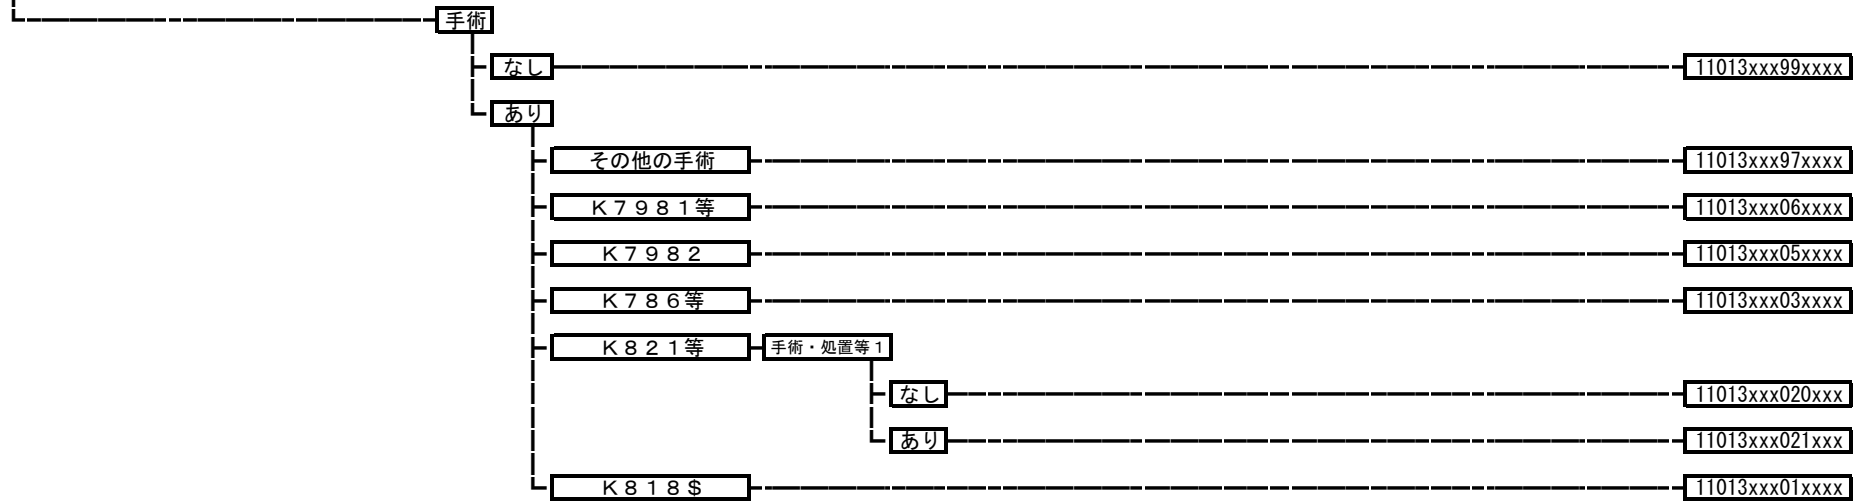 手術
なし 11013xxx99xxxx
あり
その他の手術 11013xxx97xxxx
Ｋ７９８１等 11013xxx06xxxx
Ｋ７９８２ 11013xxx05xxxx
Ｋ７８６等 11013xxx03xxxx
Ｋ８２１等 手術・処置等１
なし 11013xxx020xxx
あり 11013xxx021xxx
Ｋ８１８＄ 11013xxx01xxxx